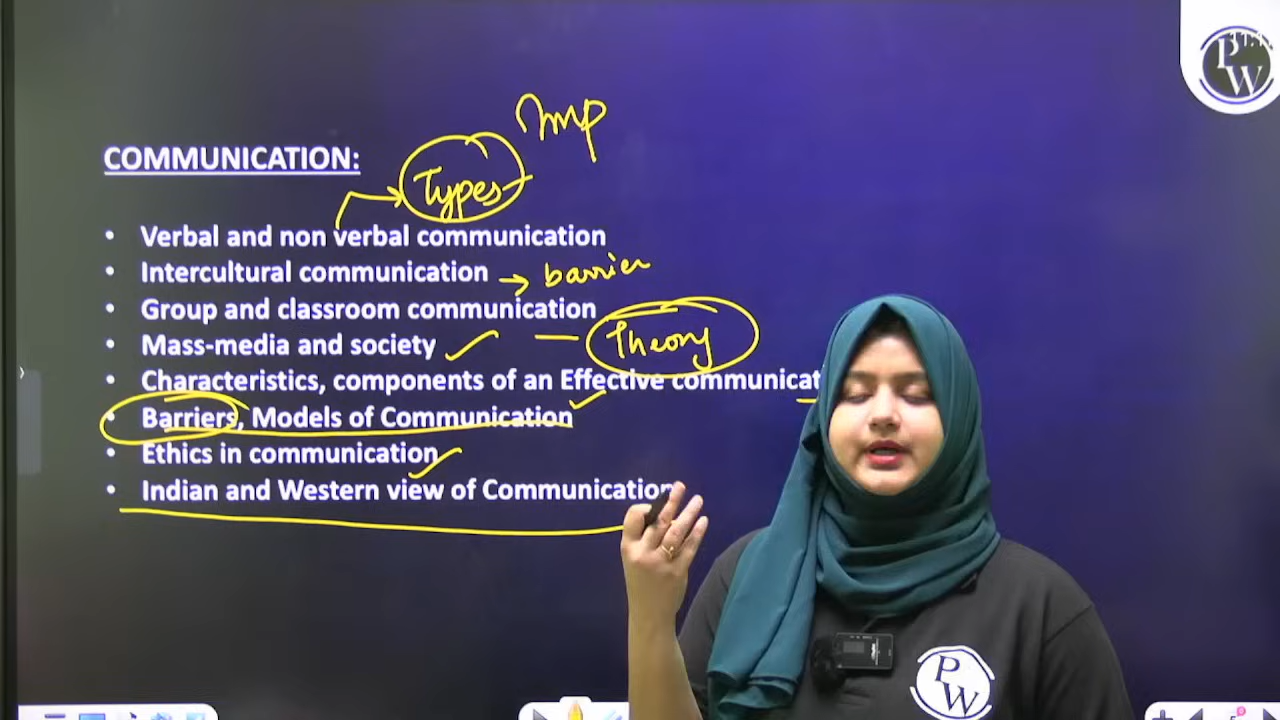 PW
Imp
COMMUNICATION:
Types
• Verbal and non verbal communication
• Intercultural communication → barrier
• Group and classroom communication
• Mass-media and society
Theory
• Characteristics, components of an Effective communicat
• Barriers, Models of Communication
• Ethics in communication
• Indian and Western view of Communication
PW